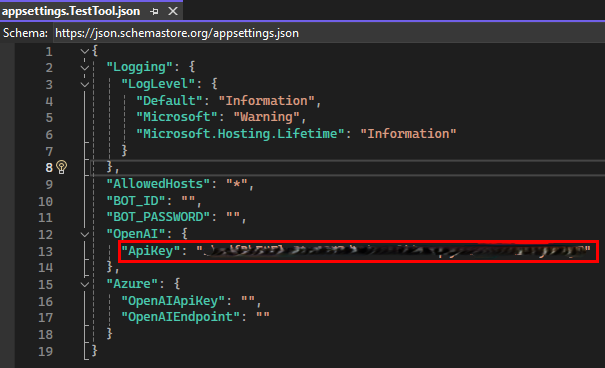 appsettings.TestTool.json
Schema: https://json.schemastore.org/appsettings.json
1 {
2 "Logging": {
3 "LogLevel": {
4 "Default": "Information",
5 "Microsoft": "Warning",
6 "Microsoft.Hosting.Lifetime": "Information"
7 }
8 },
9 "AllowedHosts": "*",
10 "BOT_ID": "",
11 "BOT_PASSWORD": "",
12 "OpenAI": {
13 "ApiKey": " "
14 },
15 "Azure": {
16 "OpenAIApiKey": "",
17 "OpenAIEndpoint": ""
18 }
19 }